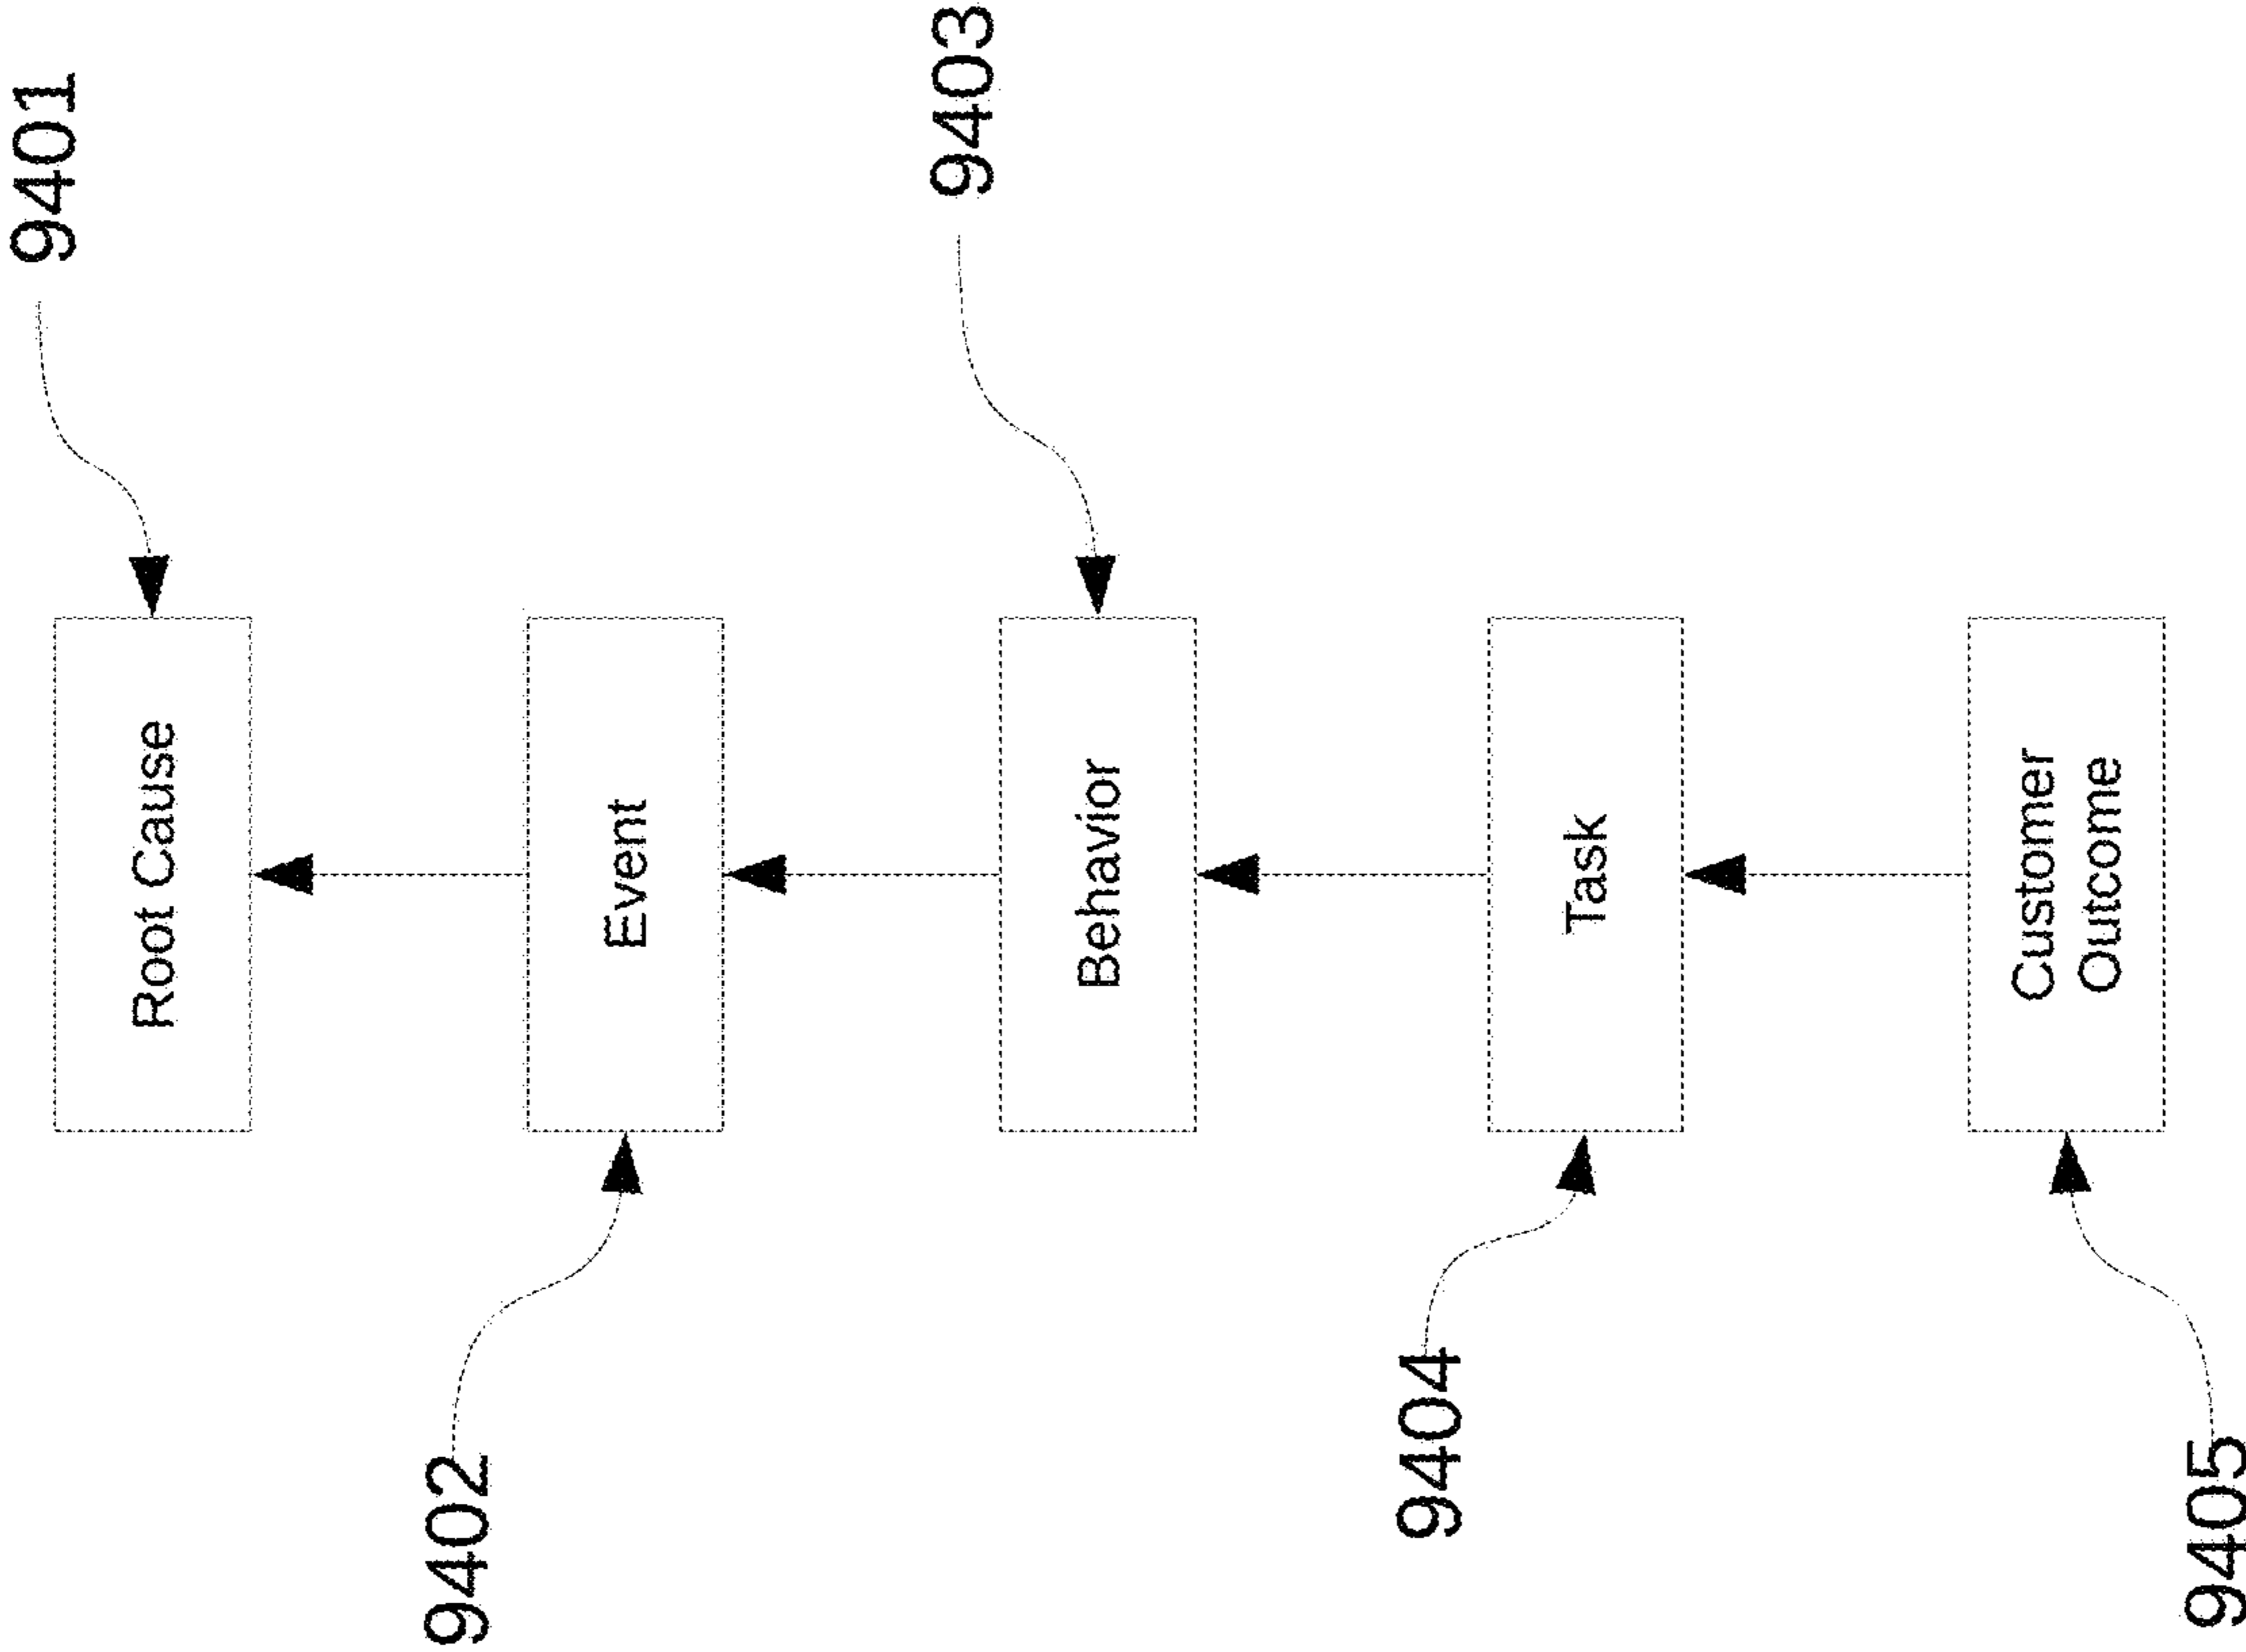 9401
Root Cause
9402
Event
9403
Behavior
9404
Task
9405
Customer
Outcome